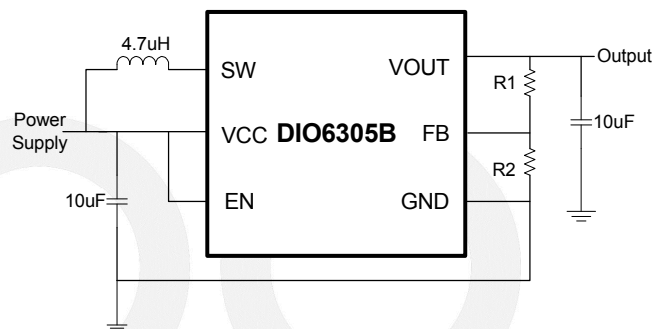 4.7uH
SW
VOUT
Output
R1
Power
Supply
VCC DIO6305B FB
10uF
R2
10uF
EN
GND